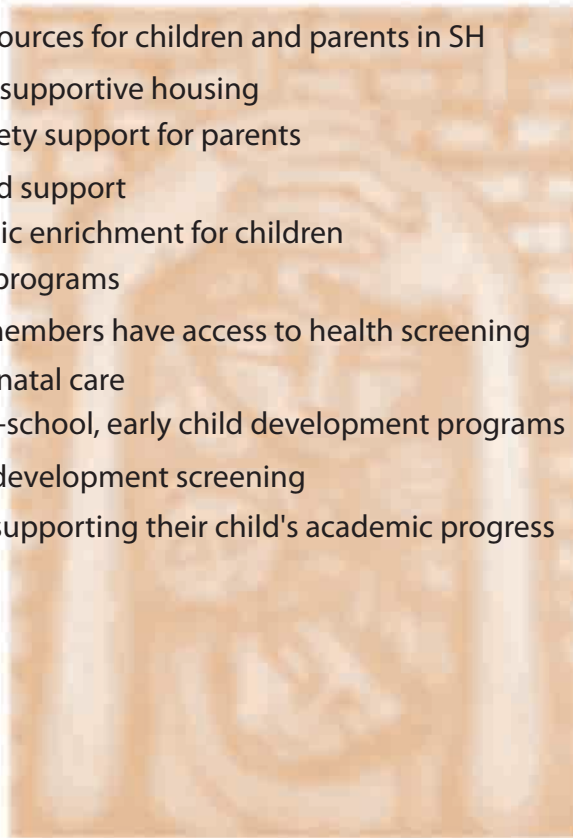 ources for children and parents in SH
supportive housing
ety support for parents
d support
ic enrichment for children
programs
embers have access to health screening
natal care
-school, early child development programs
development screening
supporting their child's academic progress